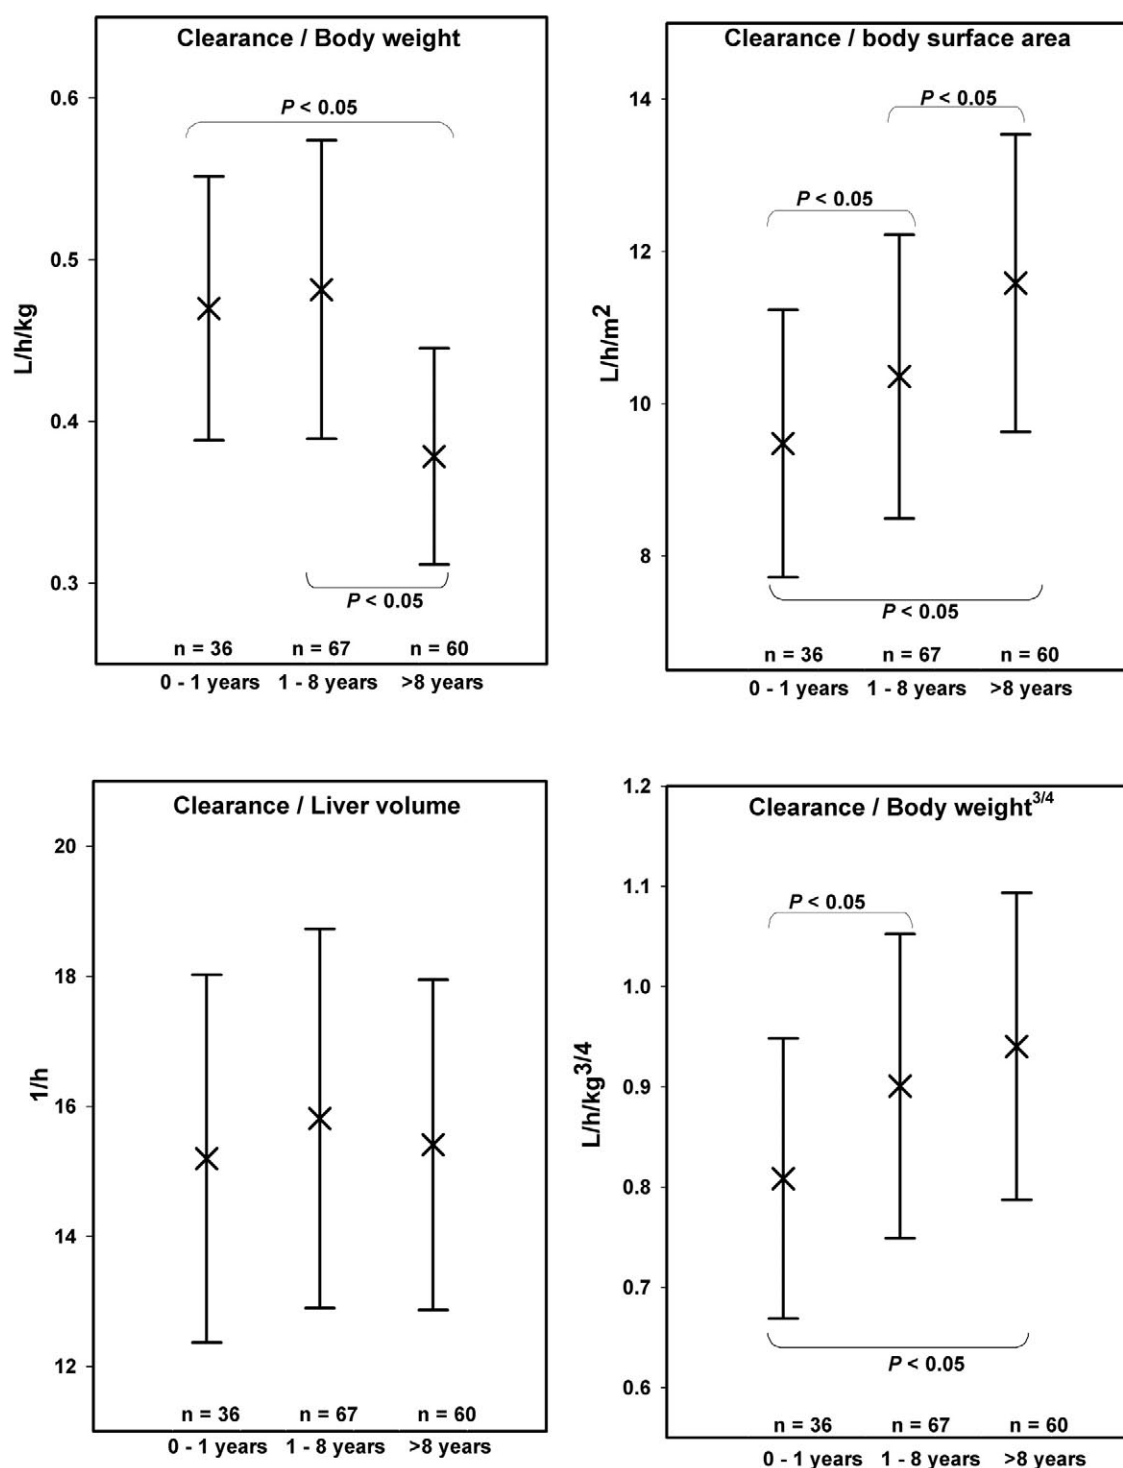 Clearance / Body weight
P < 0.05
0.6
0.5
0.4
0.3
L/h/kg
P < 0.05
n = 36 n = 67 n = 60
0 - 1 years 1 - 8 years >8 years
Clearance / body surface area
14
P < 0.05
P < 0.05
12
10
8
L/h/m²
P < 0.05
n = 36 n = 67 n = 60
0 - 1 years 1 - 8 years >8 years
Clearance / Liver volume
20
18
16
14
12
1/h
n = 36 n = 67 n = 60
0 - 1 years 1 - 8 years >8 years
1.2
Clearance / Body weight^3/4
1.1
P < 0.05
1.0
0.9
0.8
0.7
0.6
L/h/kg^3/4
P < 0.05
n = 36 n = 67 n = 60
0 - 1 years 1 - 8 years >8 years